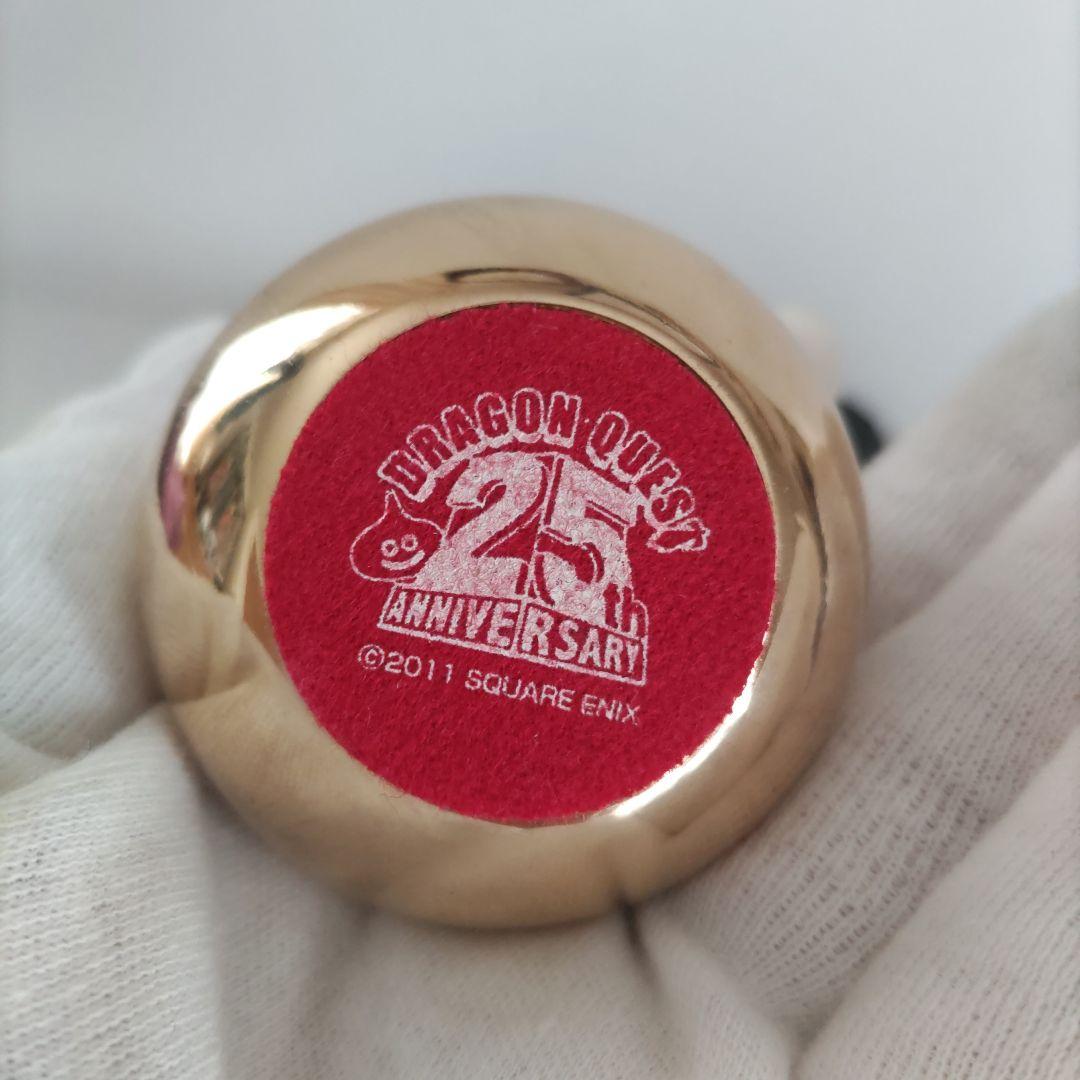 DRAGON QUEST
25th
ANNIVERSARY
©2011 SQUARE ENIX